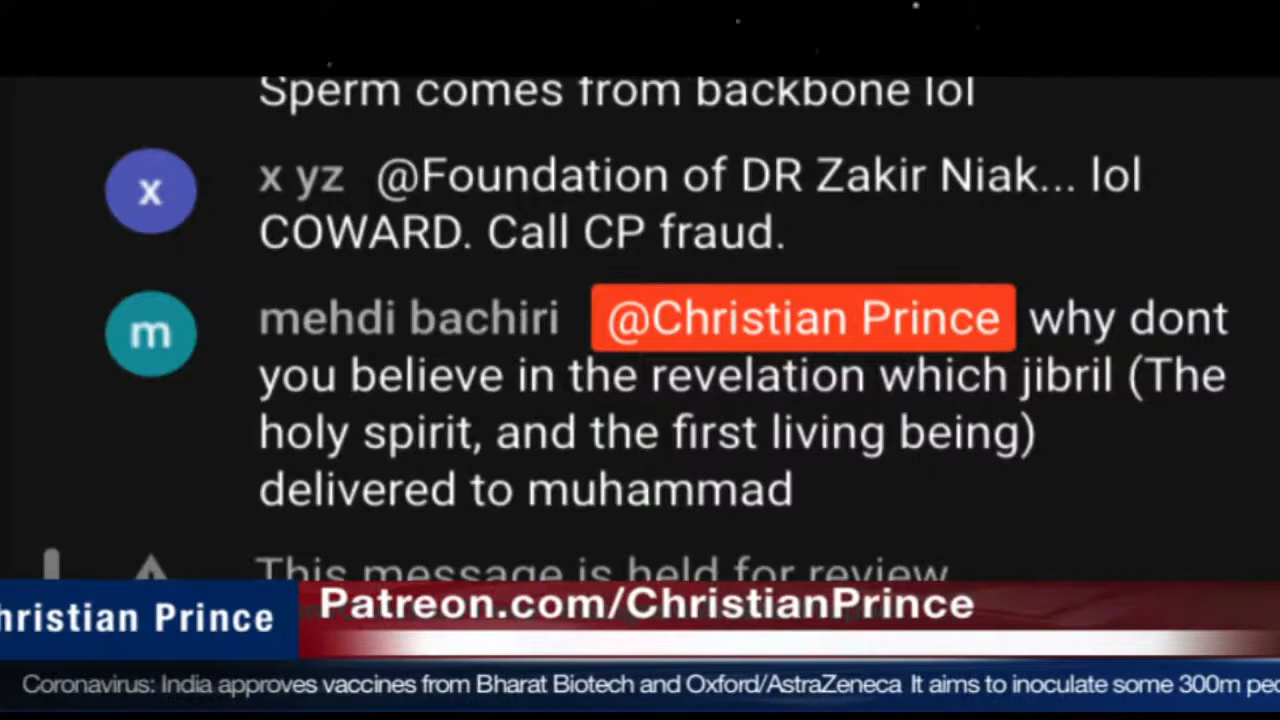 Sperm comes from backbone lol
x
x yz @Foundation of DR Zakir Niak... lol
COWARD. Call CP fraud.
m
mehdi bachiri @Christian Prince why dont
you believe in the revelation which jibril (The
holy spirit, and the first living being)
delivered to muhammad
This message is held for review
hristian Prince
Patreon.com/ChristianPrince
Coronavirus: India approves vaccines from Bharat Biotech and Oxford/AstraZeneca It aims to inoculate some 300m peo